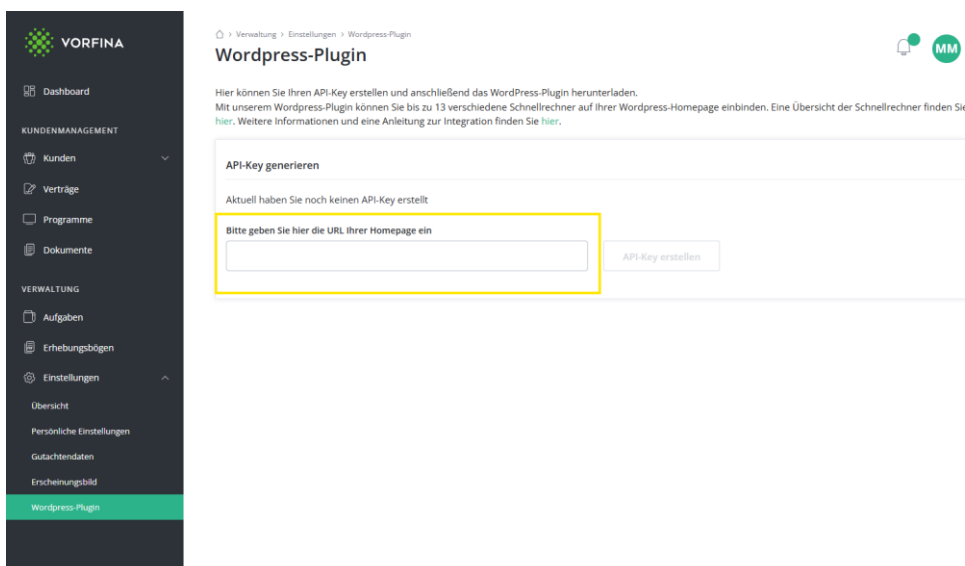 VORFINA
Dashboard
KUNDENMANAGEMENT
Kunden
Verträge
Programme
Dokumente
VERWALTUNG
Aufgaben
Erhebungsbögen
Einstellungen
Übersicht
Persönliche Einstellungen
Gutachtendaten
Erscheinungsbild
Wordpress-Plugin
> Verwaltung > Einstellungen > Wordpress-Plugin
Wordpress-Plugin
MM
Hier können Sie Ihren API-Key erstellen und anschließend das WordPress-Plugin herunterladen.
Mit unserem Wordpress-Plugin können Sie bis zu 13 verschiedene Schnellrechner auf Ihrer Wordpress-Homepage einbinden. Eine Übersicht der Schnellrechner finden Sie
hier. Weitere Informationen und eine Anleitung zur Integration finden Sie hier.
API-Key generieren
Aktuell haben Sie noch keinen API-Key erstellt
Bitte geben Sie hier die URL Ihrer Homepage ein
API-Key erstellen